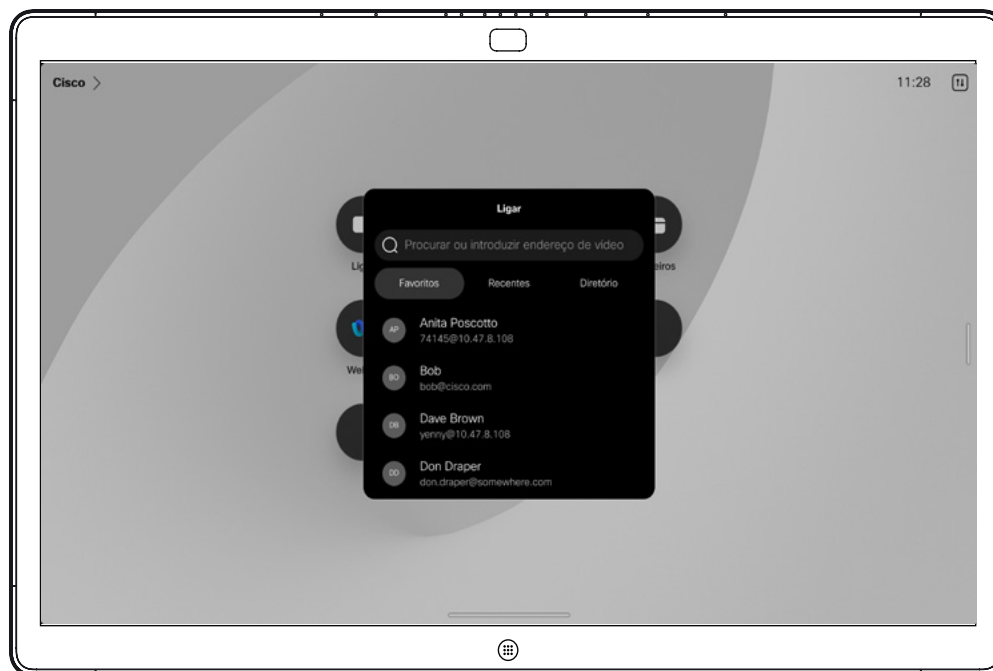 Cisco
11:28
Ligar
Procurar ou introduzir endereço de vídeo
Favoritos
Recentes
Diretório
AP
Anita Poscotto
74145@10.47.8.108
BO
Bob
bob@cisco.com
DB
Dave Brown
yenny@10.47.8.108
DO
Don Draper
don.draper@somewhere.com